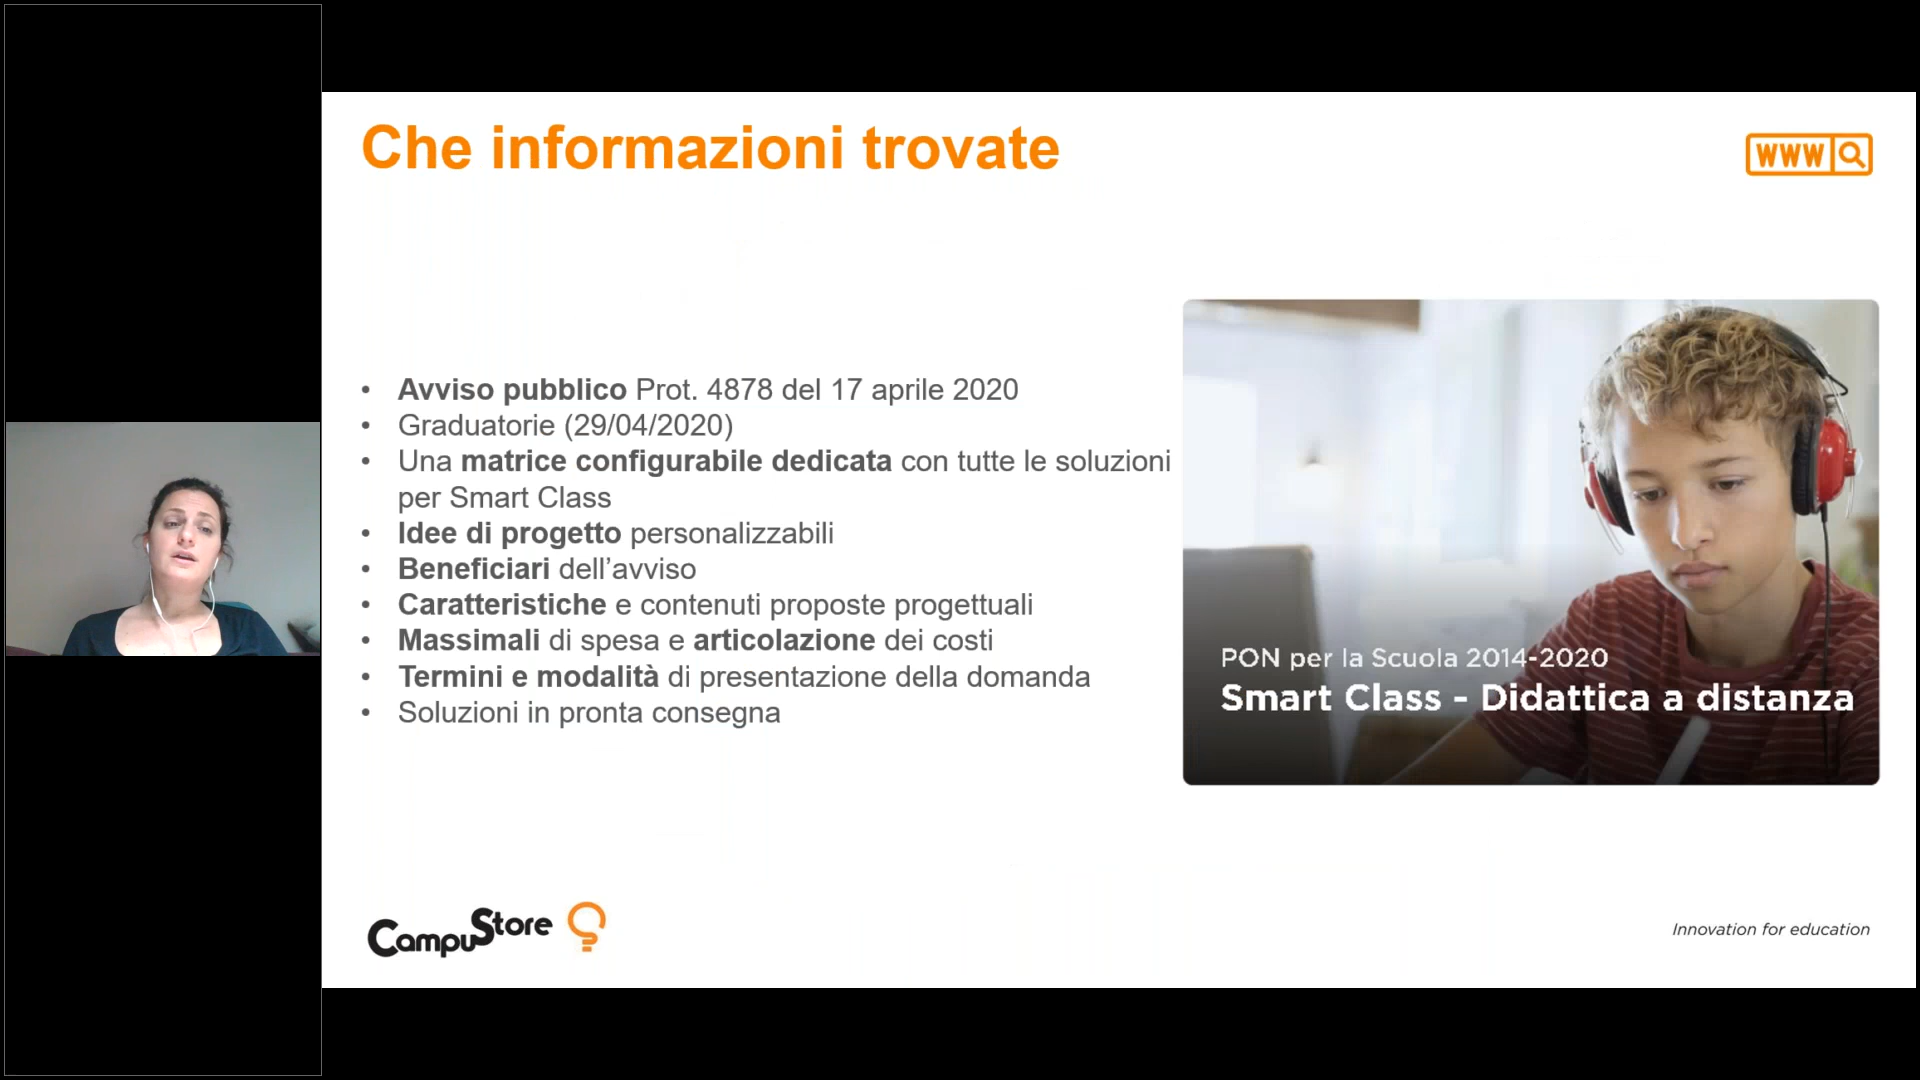 Che informazioni trovate
WWW
• Avviso pubblico Prot. 4878 del 17 aprile 2020
• Graduatorie (29/04/2020)
• Una matrice configurabile dedicata con tutte le soluzioni
per Smart Class
• Idee di progetto personalizzabili
• Beneficiari dell’avviso
• Caratteristiche e contenuti proposte progettuali
• Massimali di spesa e articolazione dei costi
• Termini e modalità di presentazione della domanda
• Soluzioni in pronta consegna
PON per la Scuola 2014-2020
Smart Class - Didattica a distanza
CampuStore
Innovation for education